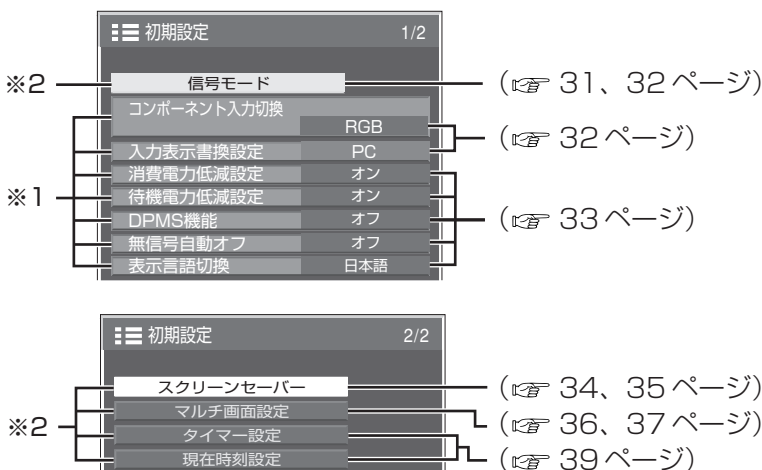 初期設定 1/2
※2 信号モード (☞ 31、32 ページ)
コンポーネント入力切換
RGB
(☞ 32 ページ)
入力表示書換設定 PC
消費電力低減設定 オン
※1 待機電力低減設定 オン
DPMS機能 オフ (☞ 33 ページ)
無信号自動オフ オフ
表示言語切換 日本語
初期設定 2/2
スクリーンセーバー (☞ 34、35 ページ)
マルチ画面設定 (☞ 36、37 ページ)
※2 タイマー設定
現在時刻設定 (☞ 39 ページ)